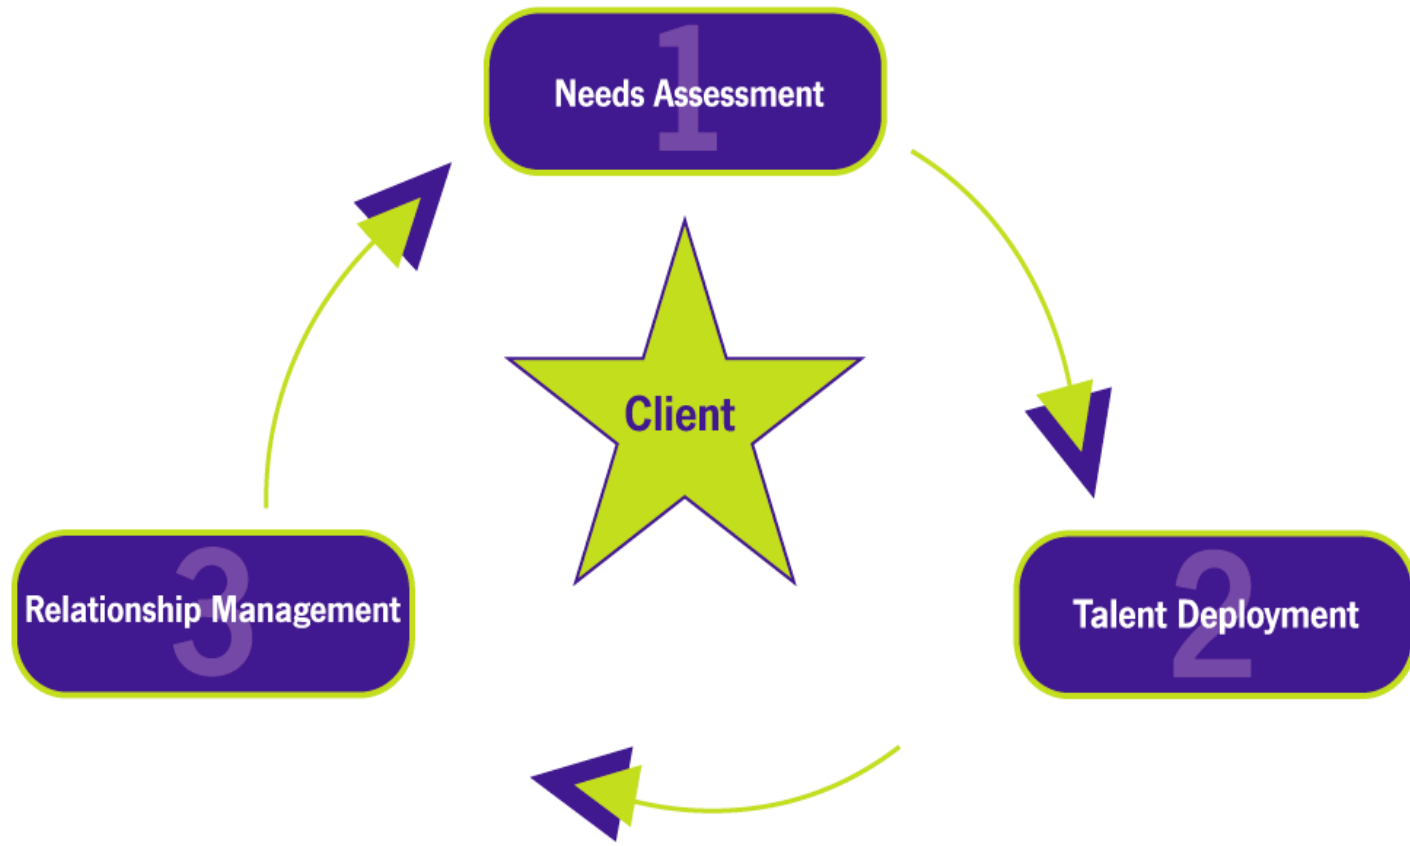 1
Needs Assessment
Client
3
Relationship Management
2
Talent Deployment